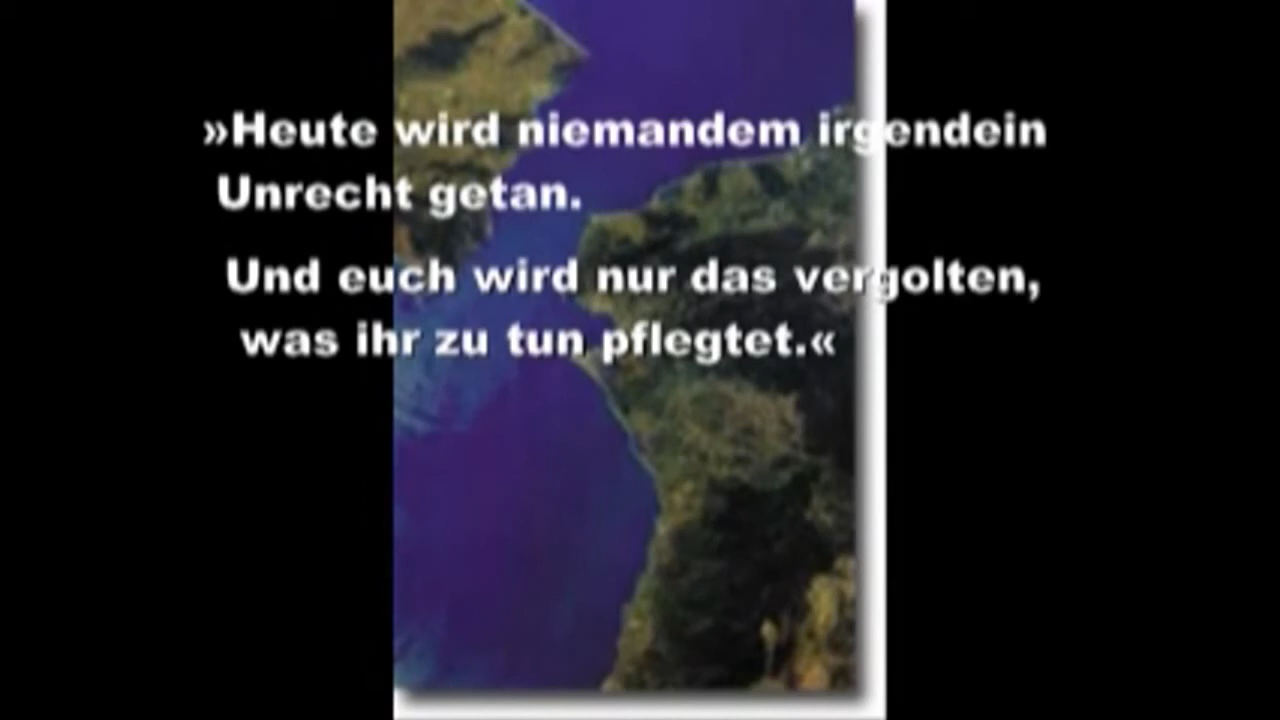 »Heute wird niemandem irgendein
Unrecht getan.
Und euch wird nur das vergolten,
was ihr zu tun pflegtet.«